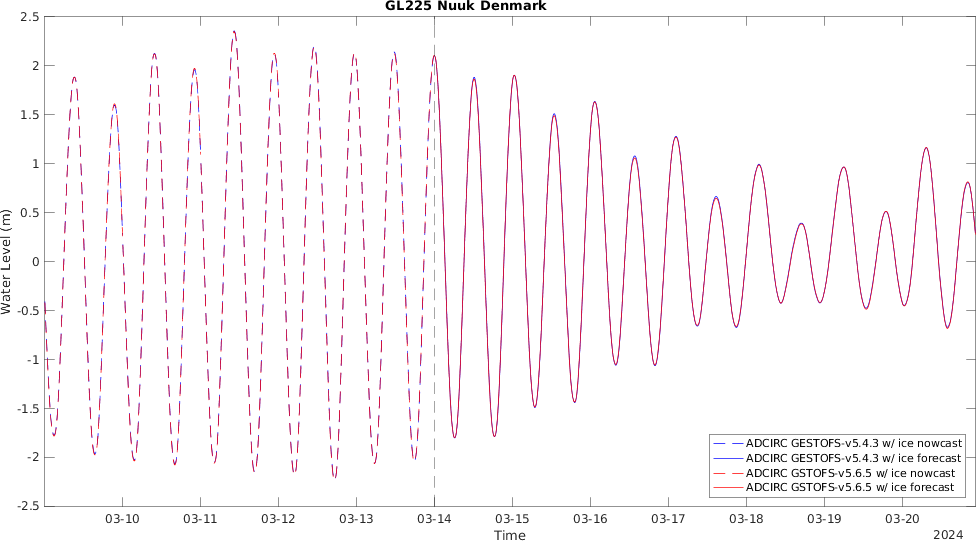 GL225 Nuuk Denmark
2.5
2
1.5
1
0.5
0
-0.5
-1
-1.5
-2
-2.5
Water Level (m)
ADCIRC GESTOFS-v5.4.3 w/ ice nowcast
ADCIRC GESTOFS-v5.4.3 w/ ice forecast
ADCIRC GSTOFS-v5.6.5 w/ ice nowcast
ADCIRC GSTOFS-v5.6.5 w/ ice forecast
03-10 03-11 03-12 03-13 03-14 03-15 03-16 03-17 03-18 03-19 03-20
Time
2024